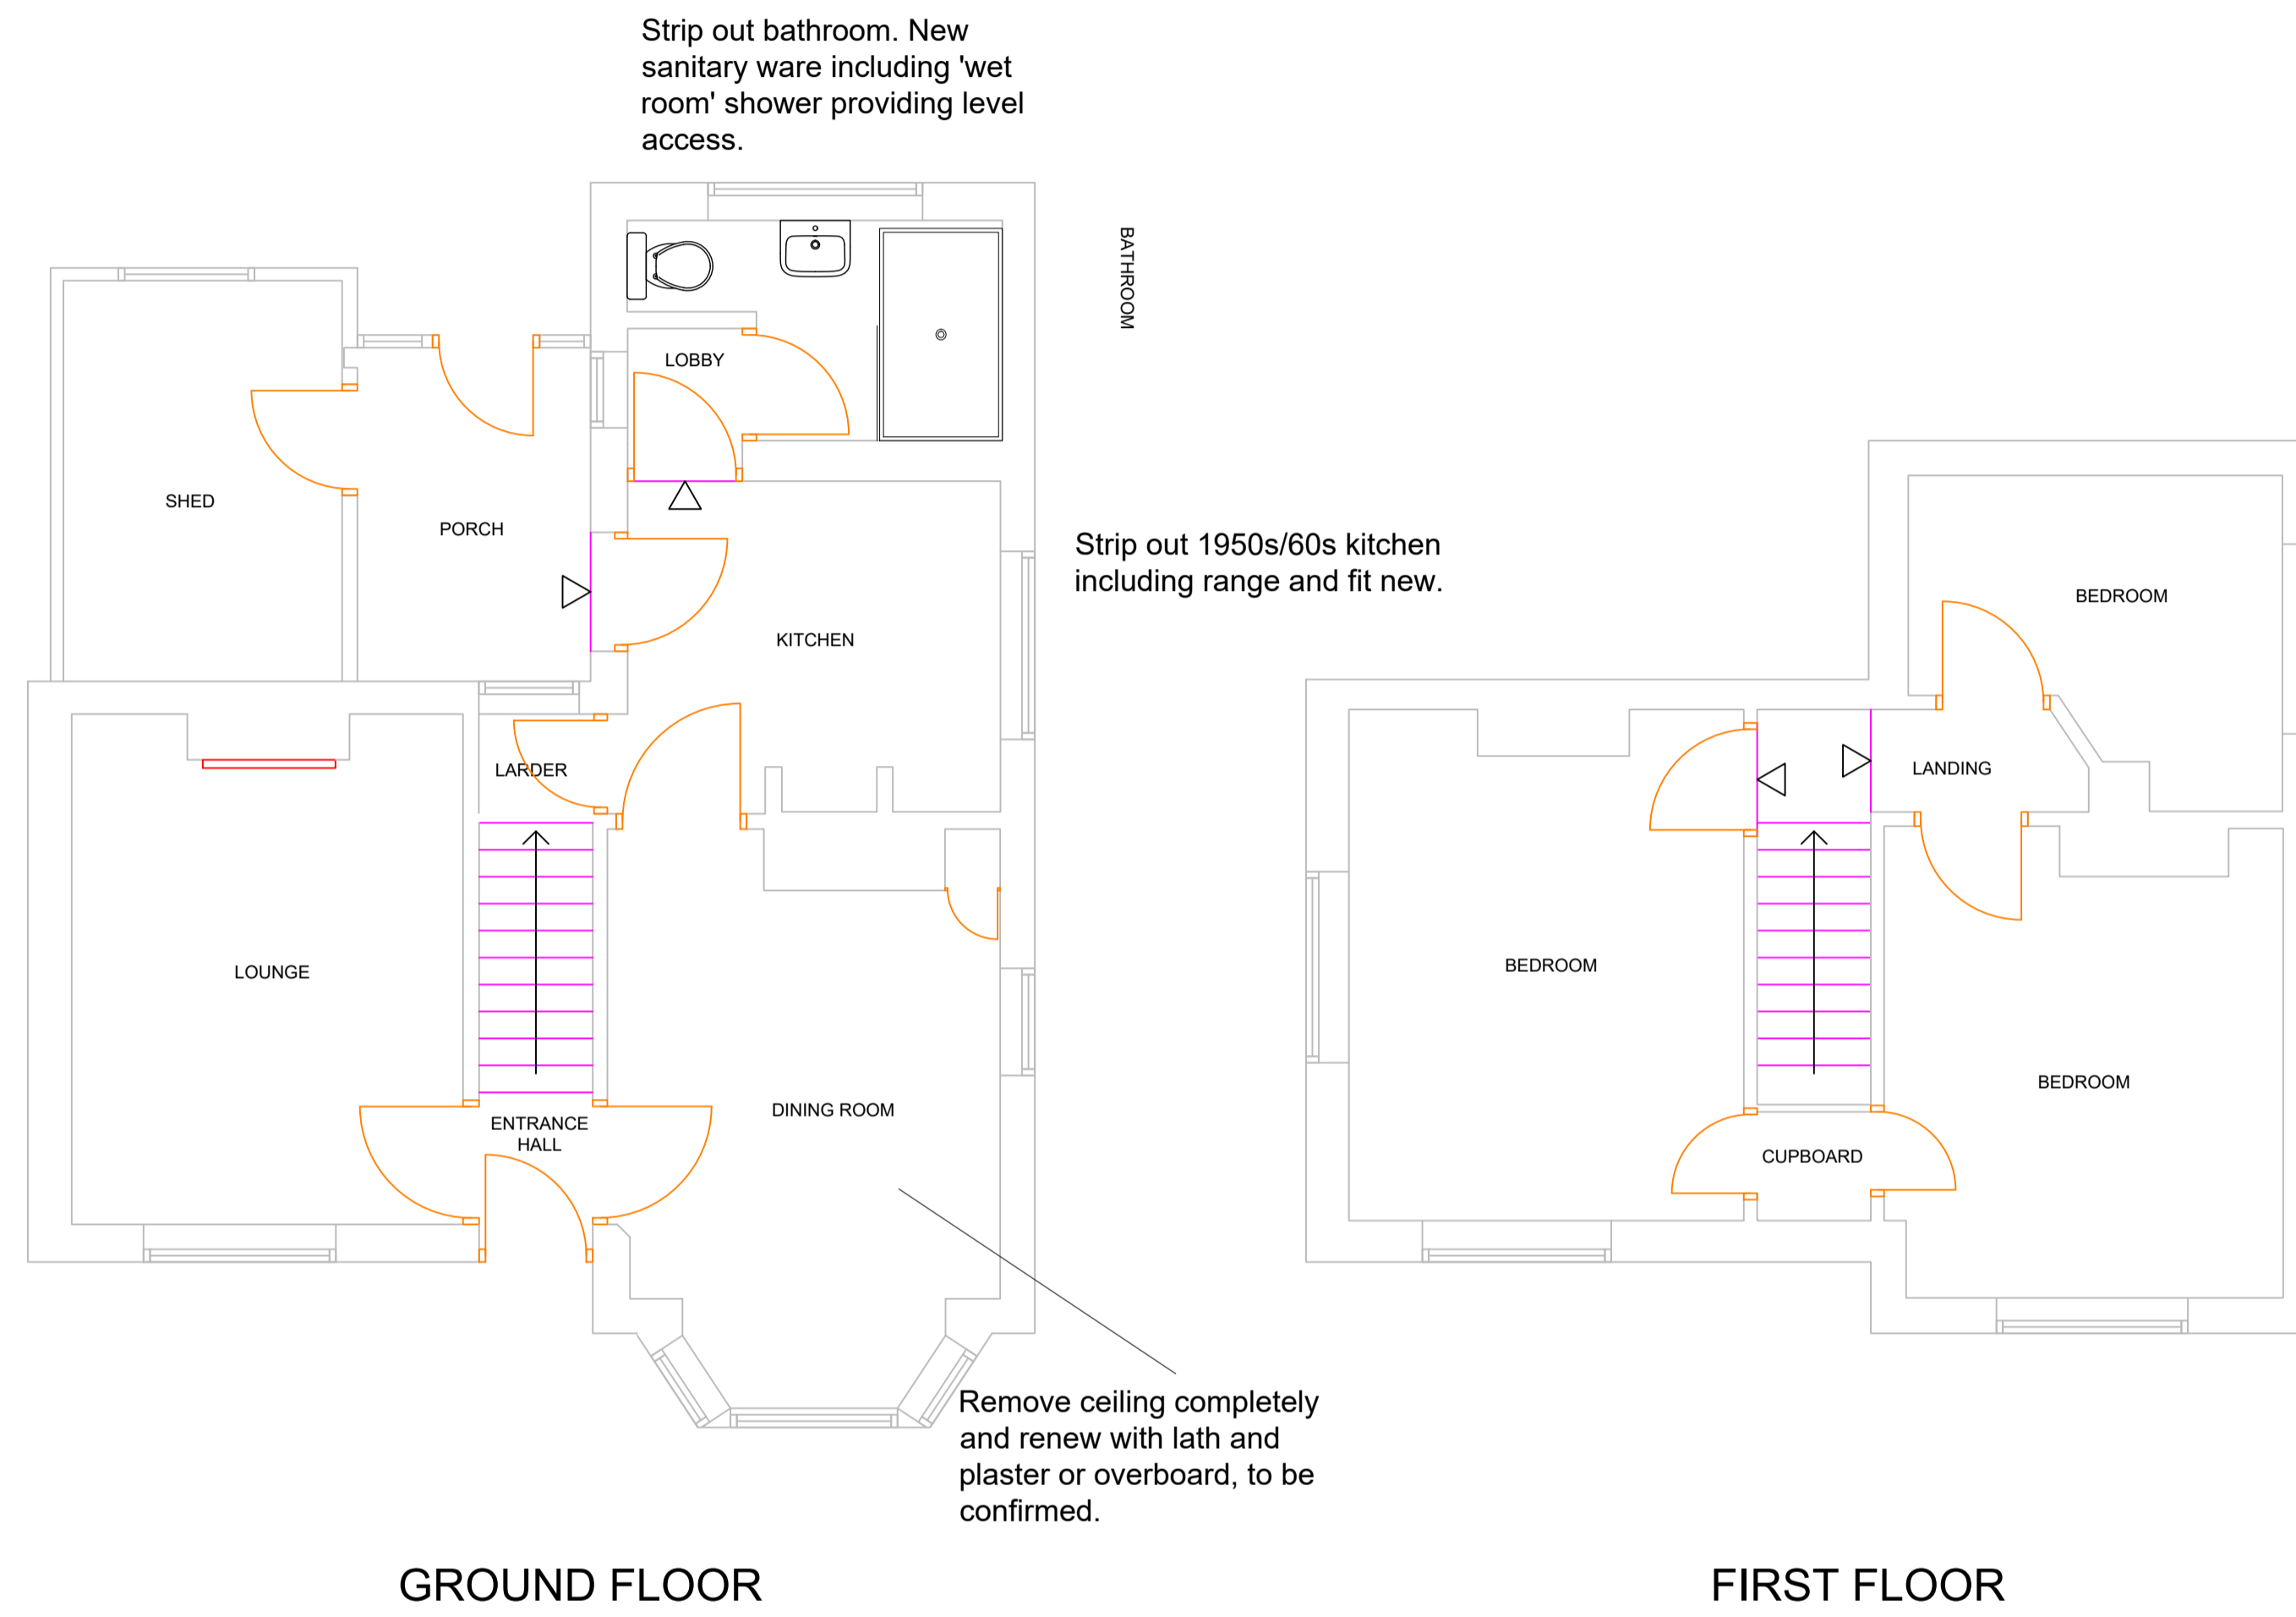 Strip out bathroom. New
sanitary ware including 'wet
room' shower providing level
access.
BATHROOM
LOBBY
SHED
PORCH
Strip out 1950s/60s kitchen
including range and fit new.
KITCHEN
LARDER
LOUNGE
DINING ROOM
ENTRANCE
HALL
Remove ceiling completely
and renew with lath and
plaster or overboard, to be
confirmed.
GROUND FLOOR
BEDROOM
LANDING
BEDROOM
BEDROOM
CUPBOARD
FIRST FLOOR